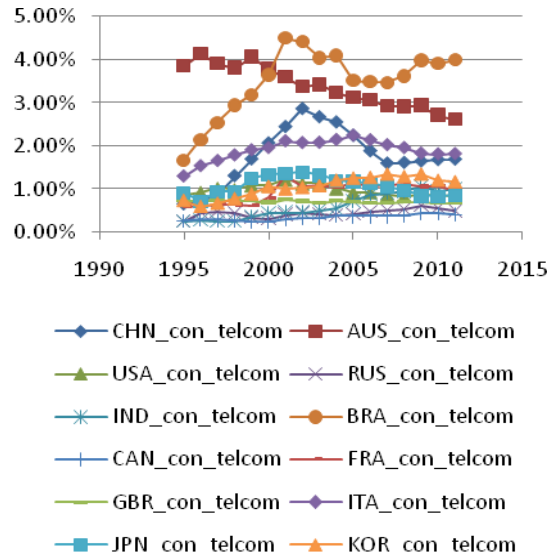 5.00%
4.00%
3.00%
2.00%
1.00%
0.00%
1990 1995 2000 2005 2010 2015
CHN_con_telcom AUS_con_telcom
USA_con_telcom RUS_con_telcom
IND_con_telcom BRA_con_telcom
CAN_con_telcom FRA_con_telcom
GBR_con_telcom ITA_con_telcom
JPN_con_telcom KOR_con_telcom